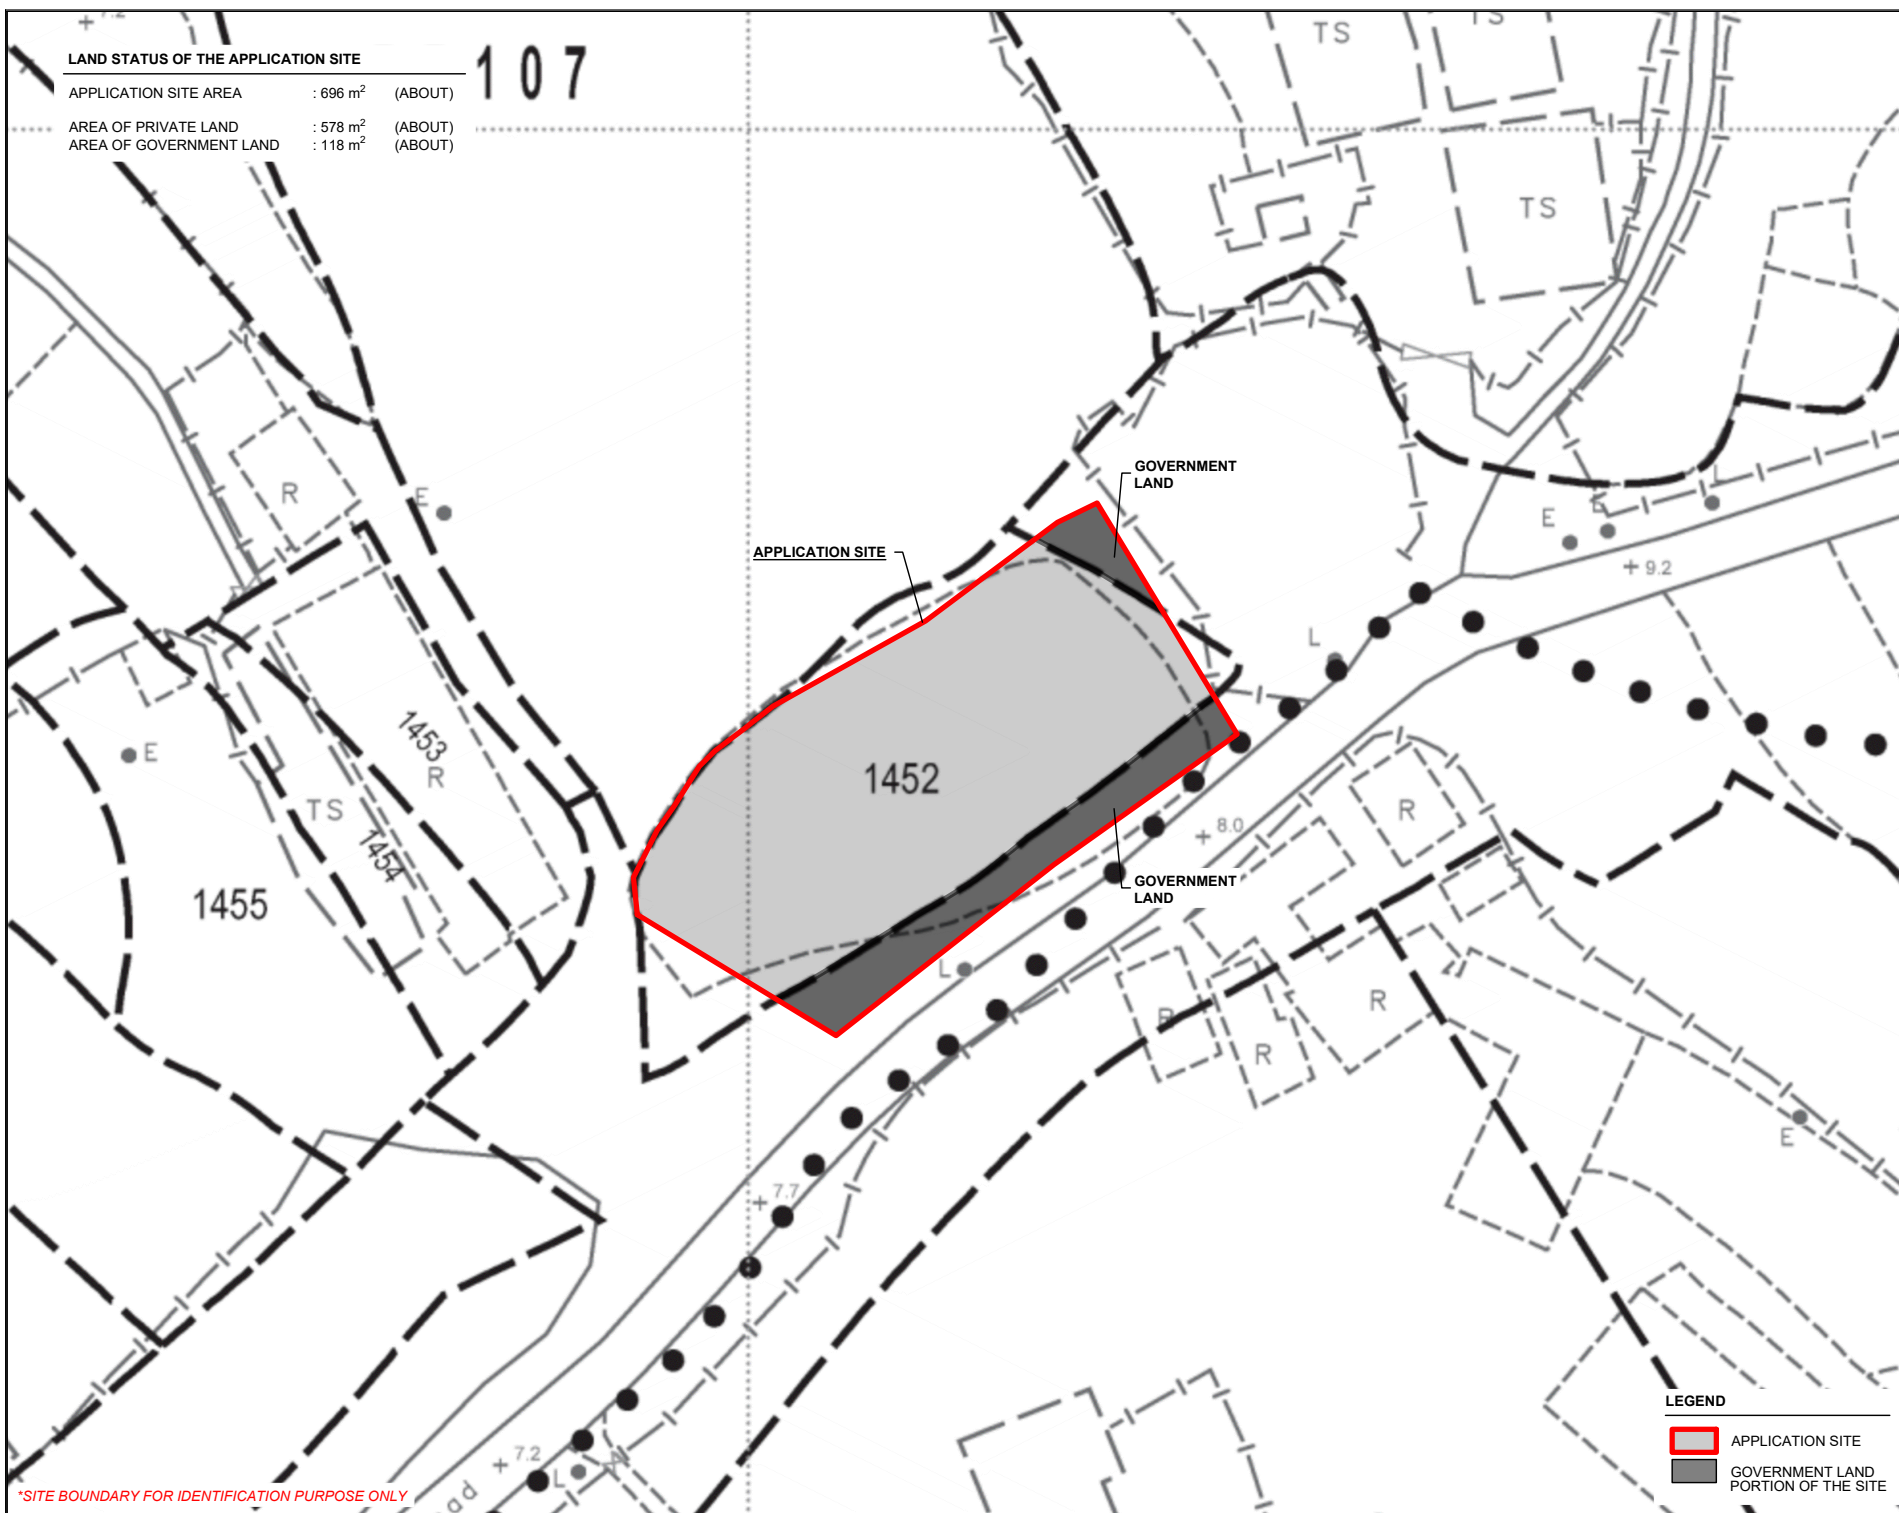 7.2
LAND STATUS OF THE APPLICATION SITE
APPLICATION SITE AREA : 696 m² (ABOUT)
AREA OF PRIVATE LAND : 578 m² (ABOUT)
AREA OF GOVERNMENT LAND : 118 m² (ABOUT)
107
TS
TS
TS
R
E
GOVERNMENT
LAND
APPLICATION SITE
L
E
E
9.2
L
E
1453
R
TS
1454
1455
1452
8.0
R
GOVERNMENT
LAND
L
R
R
R
E
7.7
7.2
L
*SITE BOUNDARY FOR IDENTIFICATION PURPOSE ONLY
LEGEND
APPLICATION SITE
GOVERNMENT LAND
PORTION OF THE SITE